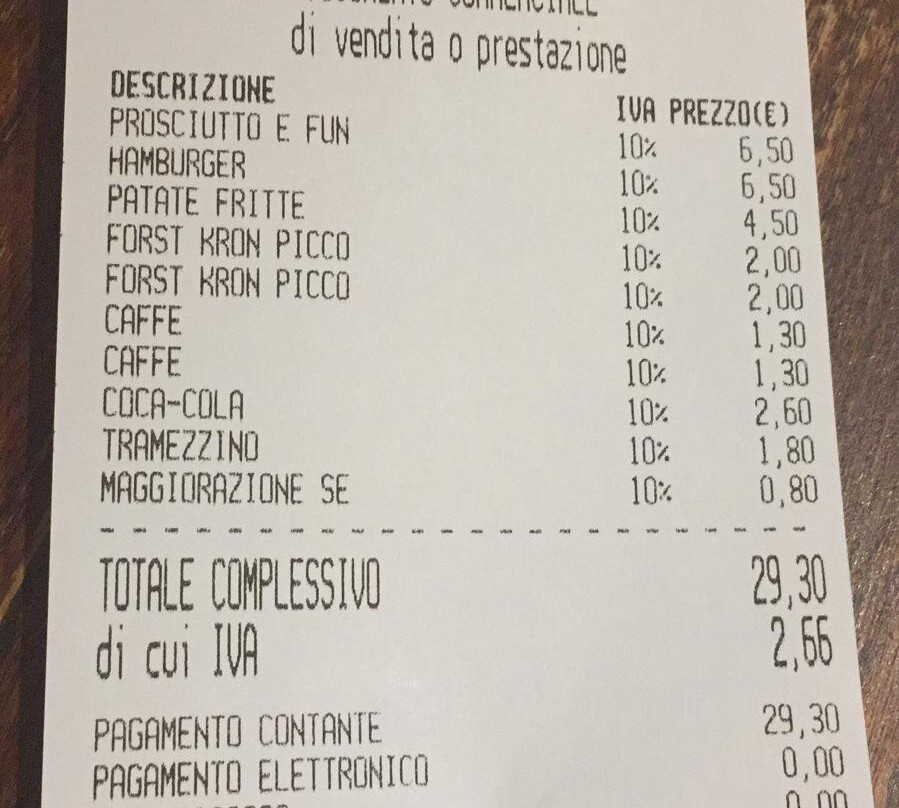 di vendita o prestazione
DESCRIZIONE IVA PREZZO(€)
PROSCIUTTO E FUN 10% 6,50
HAMBURGER 10% 6,50
PATATE FRITTE 10% 4,50
FORST KRON PICCO 10% 2,00
FORST KRON PICCO 10% 2,00
CAFFE 10% 1,30
CAFFE 10% 1,30
COCA-COLA 10% 2,60
TRAMEZZINO 10% 1,80
MAGGIORAZIONE SE 10% 0,80
TOTALE COMPLESSIVO 29,30
di cui IVA 2,66
PAGAMENTO CONTANTE 29,30
PAGAMENTO ELETTRONICO 0,00